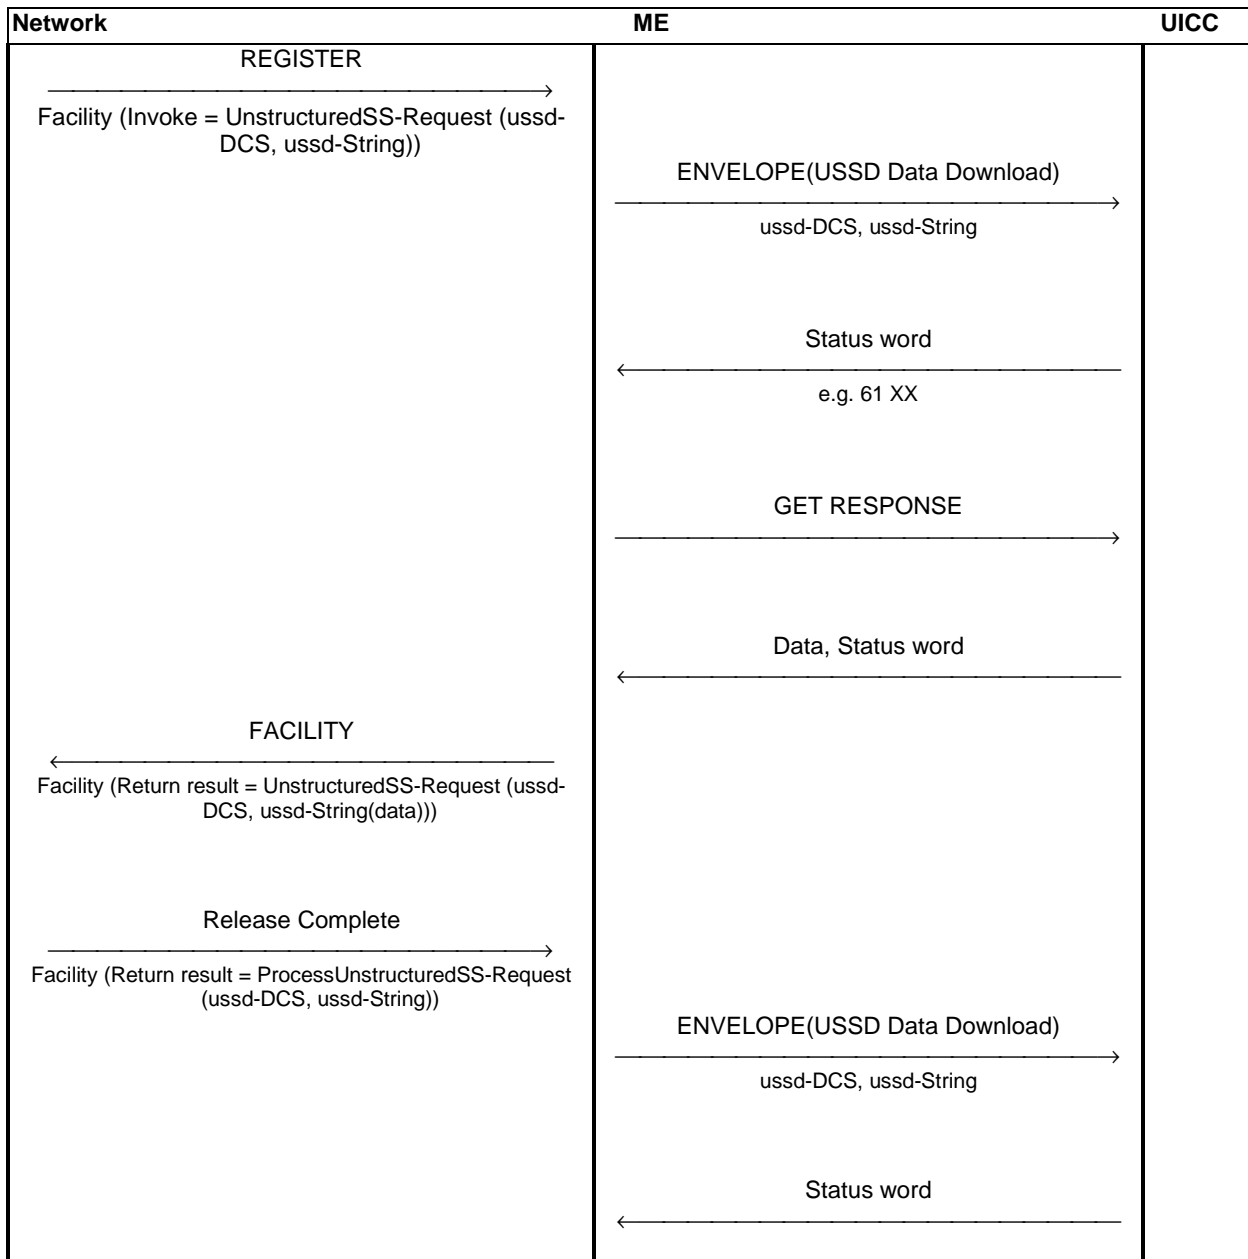 Network ME UICC
REGISTER
Facility (Invoke = UnstructuredSS-Request (ussd-
DCS, ussd-String))
ENVELOPE(USSD Data Download)
ussd-DCS, ussd-String
Status word
e.g. 61 XX
GET RESPONSE
Data, Status word
FACILITY
Facility (Return result = UnstructuredSS-Request (ussd-
DCS, ussd-String(data)))
Release Complete
Facility (Return result = ProcessUnstructuredSS-Request
(ussd-DCS, ussd-String))
ENVELOPE(USSD Data Download)
ussd-DCS, ussd-String
Status word